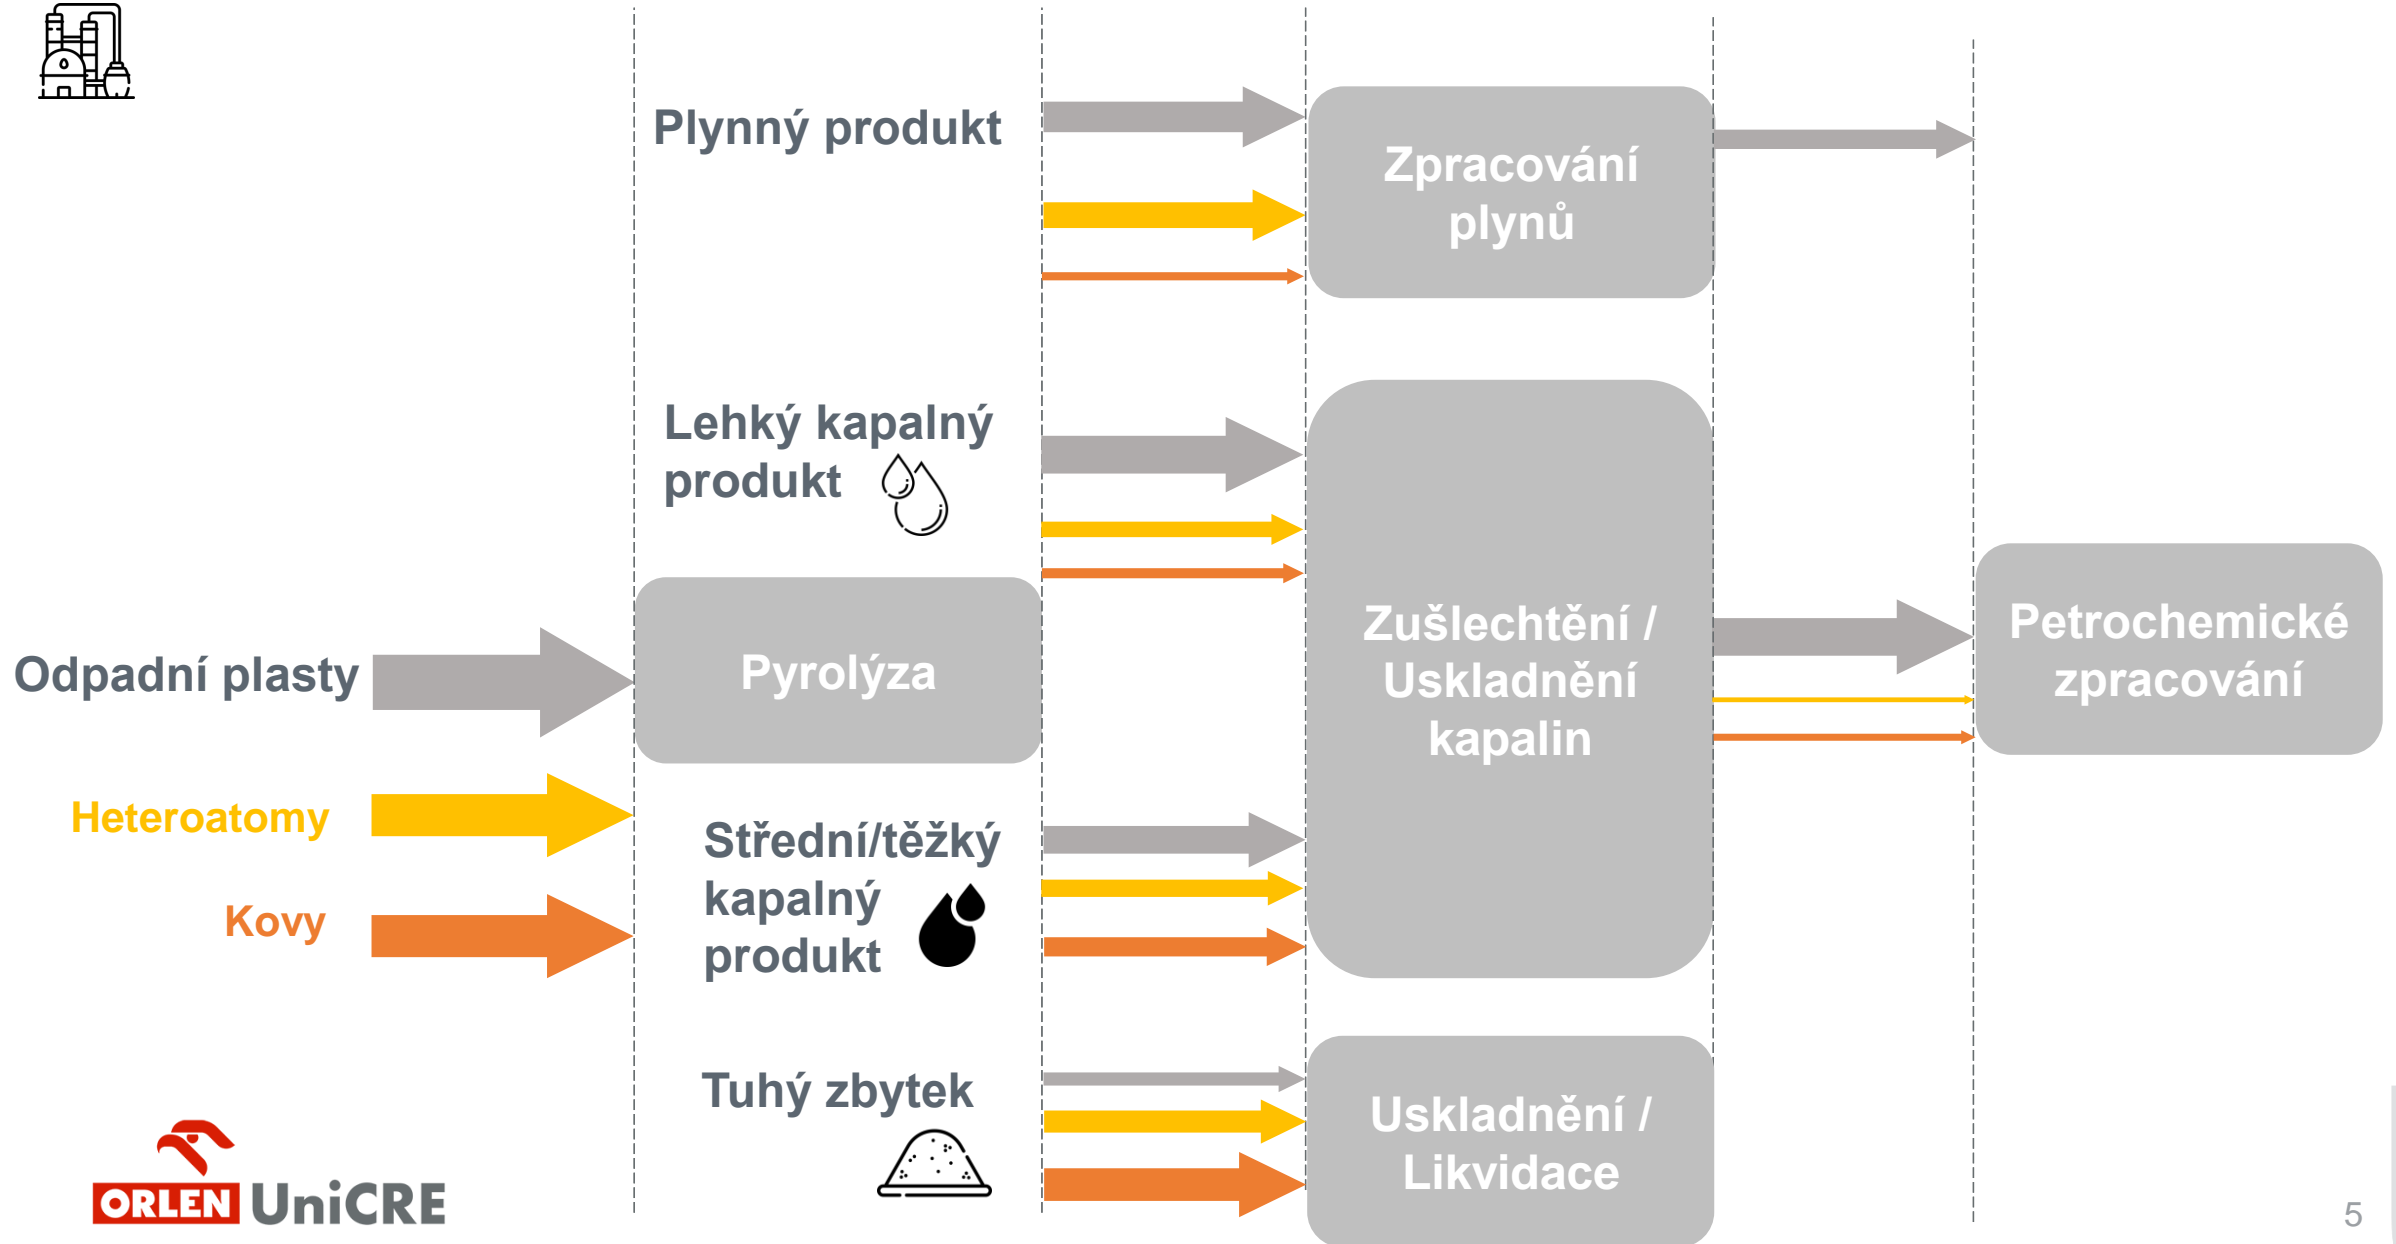 Plynný produkt
Zpracování
plynů
Lehký kapalný
produkt
Odpadní plasty
Pyrolýza
Zušlechtění /
Uskladnění
kapalin
Petrochemické
zpracování
Heteroatomy
Kovy
Střední/těžký
kapalný
produkt
Tuhý zbytek
Uskladnění /
Likvidace
ORLEN UniCRE
5